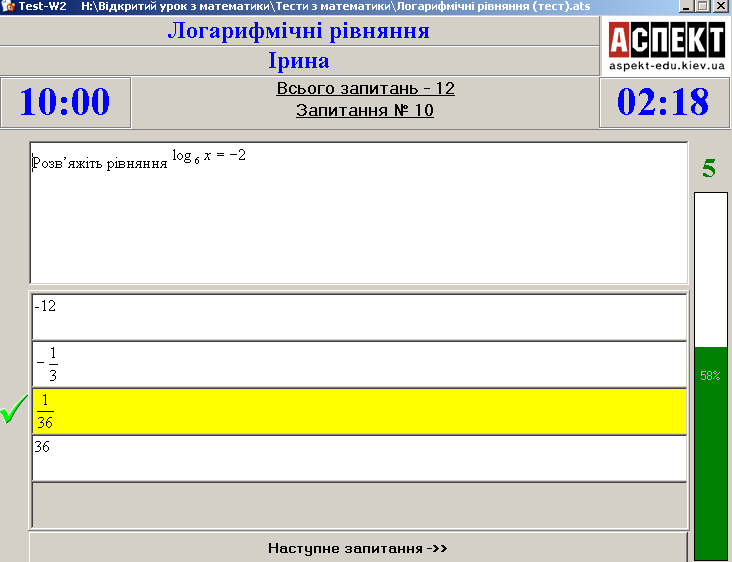 Test-W2 H:\Відкритий урок з математики\Тести з математики\Логарифмічні рівняння (тест).ats
Логарифмічні рівняння
Ірина
АСПЕКТ
aspekt-edu.kiev.ua
10:00
Всього запитань - 12
Запитання № 10
02:18
Розв’яжіть рівняння log₆ x = −2
5
-12
− 1/3
1/36
36
58%
Наступне запитання ->>